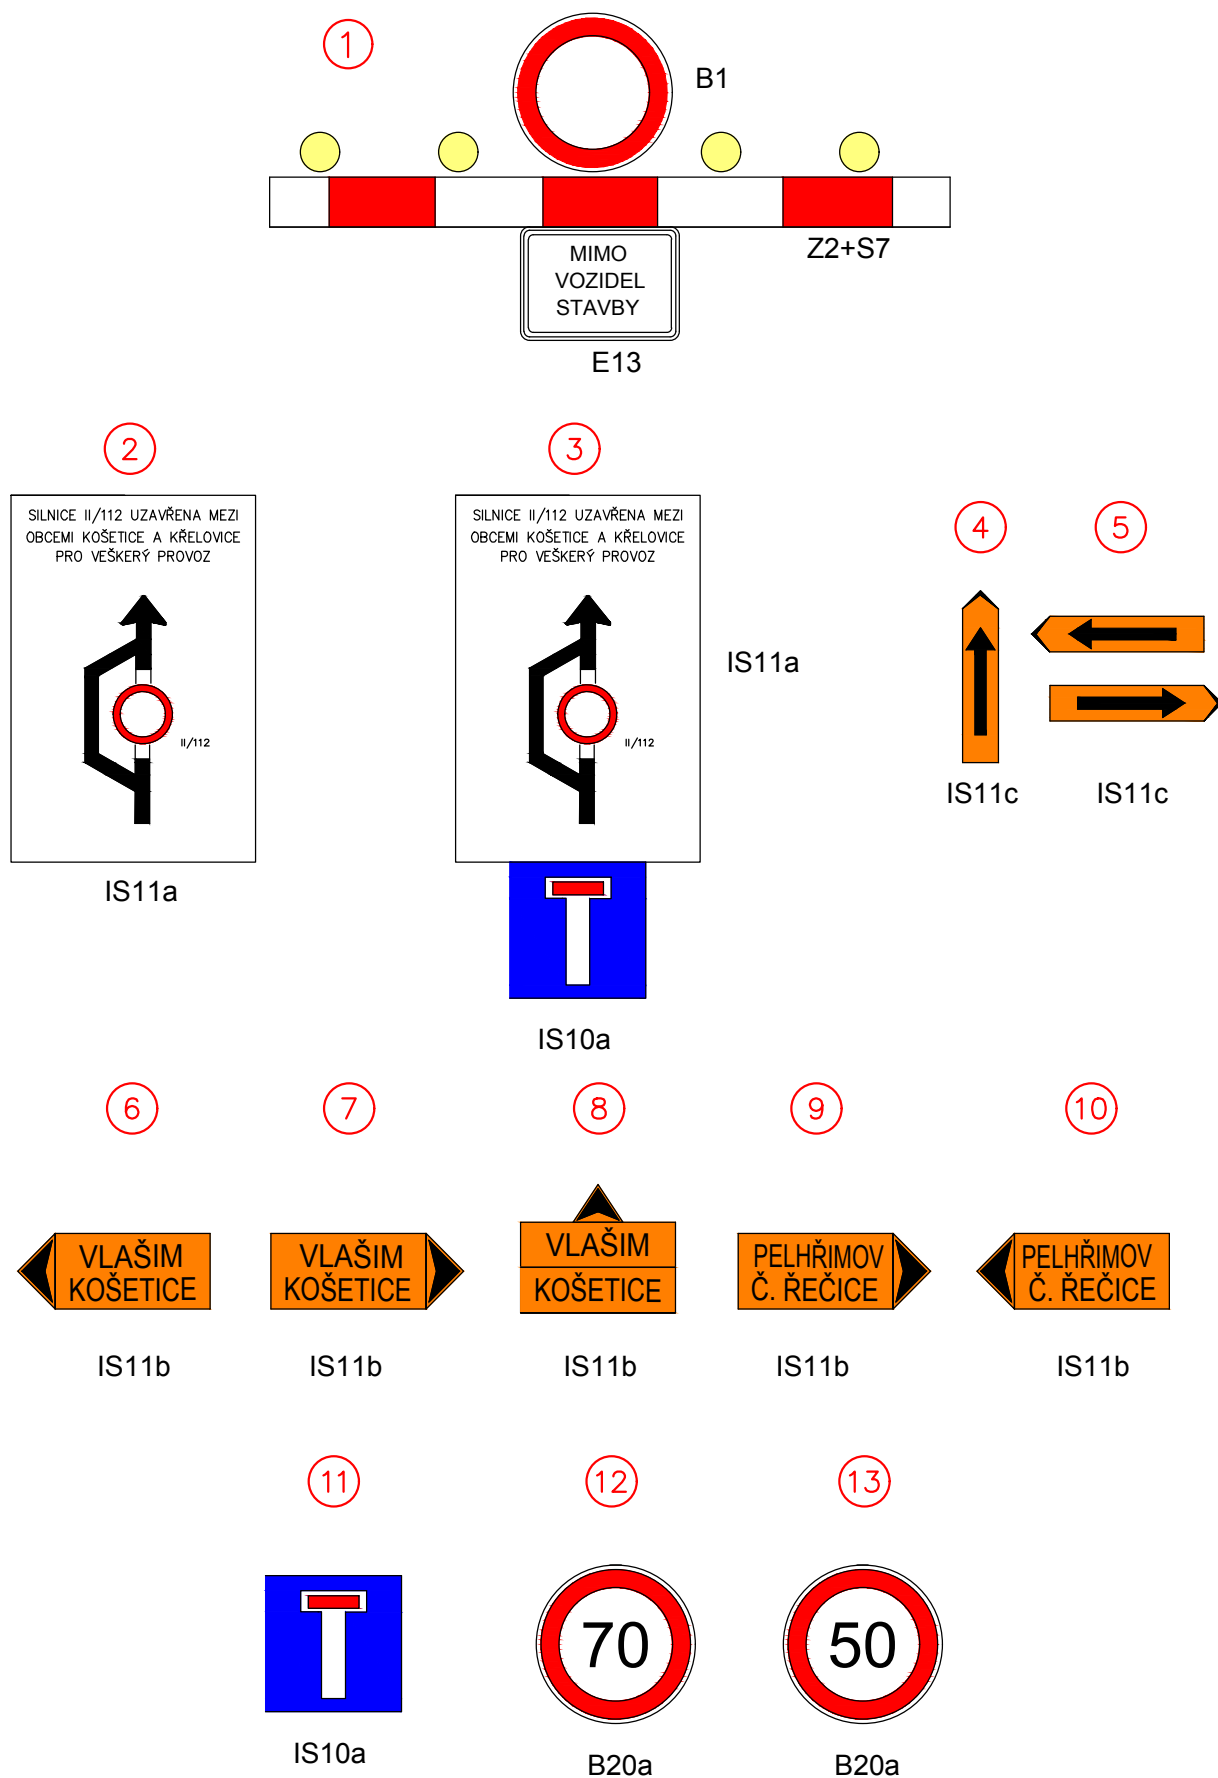 1
B1
Z2+S7
MIMO
VOZIDEL
STAVBY
E13
2
SILNICE II/112 UZAVŘENA MEZI
OBCEMI KOŠETICE A KŘELOVICE
PRO VEŠKERÝ PROVOZ
II/112
IS11a
3
SILNICE II/112 UZAVŘENA MEZI
OBCEMI KOŠETICE A KŘELOVICE
PRO VEŠKERÝ PROVOZ
II/112
IS11a
IS10a
4
IS11c
5
IS11c
6
VLAŠIM
KOŠETICE
IS11b
7
VLAŠIM
KOŠETICE
IS11b
8
VLAŠIM
KOŠETICE
IS11b
9
PELHŘIMOV
Č. ŘEČICE
IS11b
10
PELHŘIMOV
Č. ŘEČICE
IS11b
11
IS10a
12
70
B20a
13
50
B20a